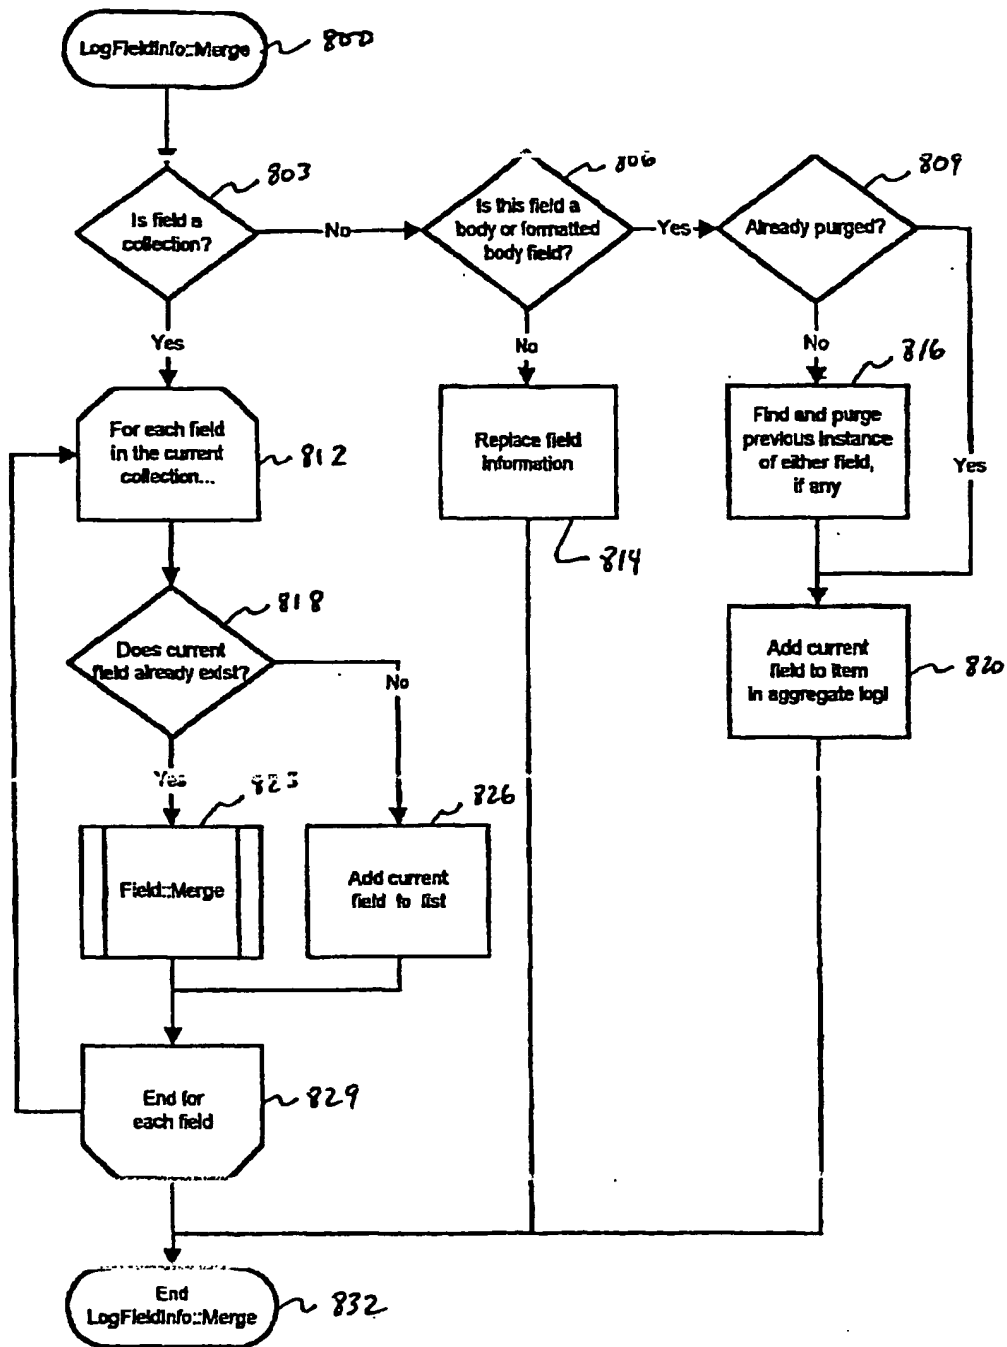 LogFieldInfo::Merge
800
803
Is field a
collection?
No
806
Is this field a
body or formatted
body field?
Yes
809
Already purged?
Yes
No
No
816
For each field
in the current
collection...
812
Replace field
information
814
Find and purge
previous instance
of either field,
if any
Yes
818
Does current
field already exist?
No
Add current
field to item
in aggregate log!
820
Yes
823
826
Field::Merge
Add current
field to list
End for
each field
829
End
LogFieldInfo::Merge
832